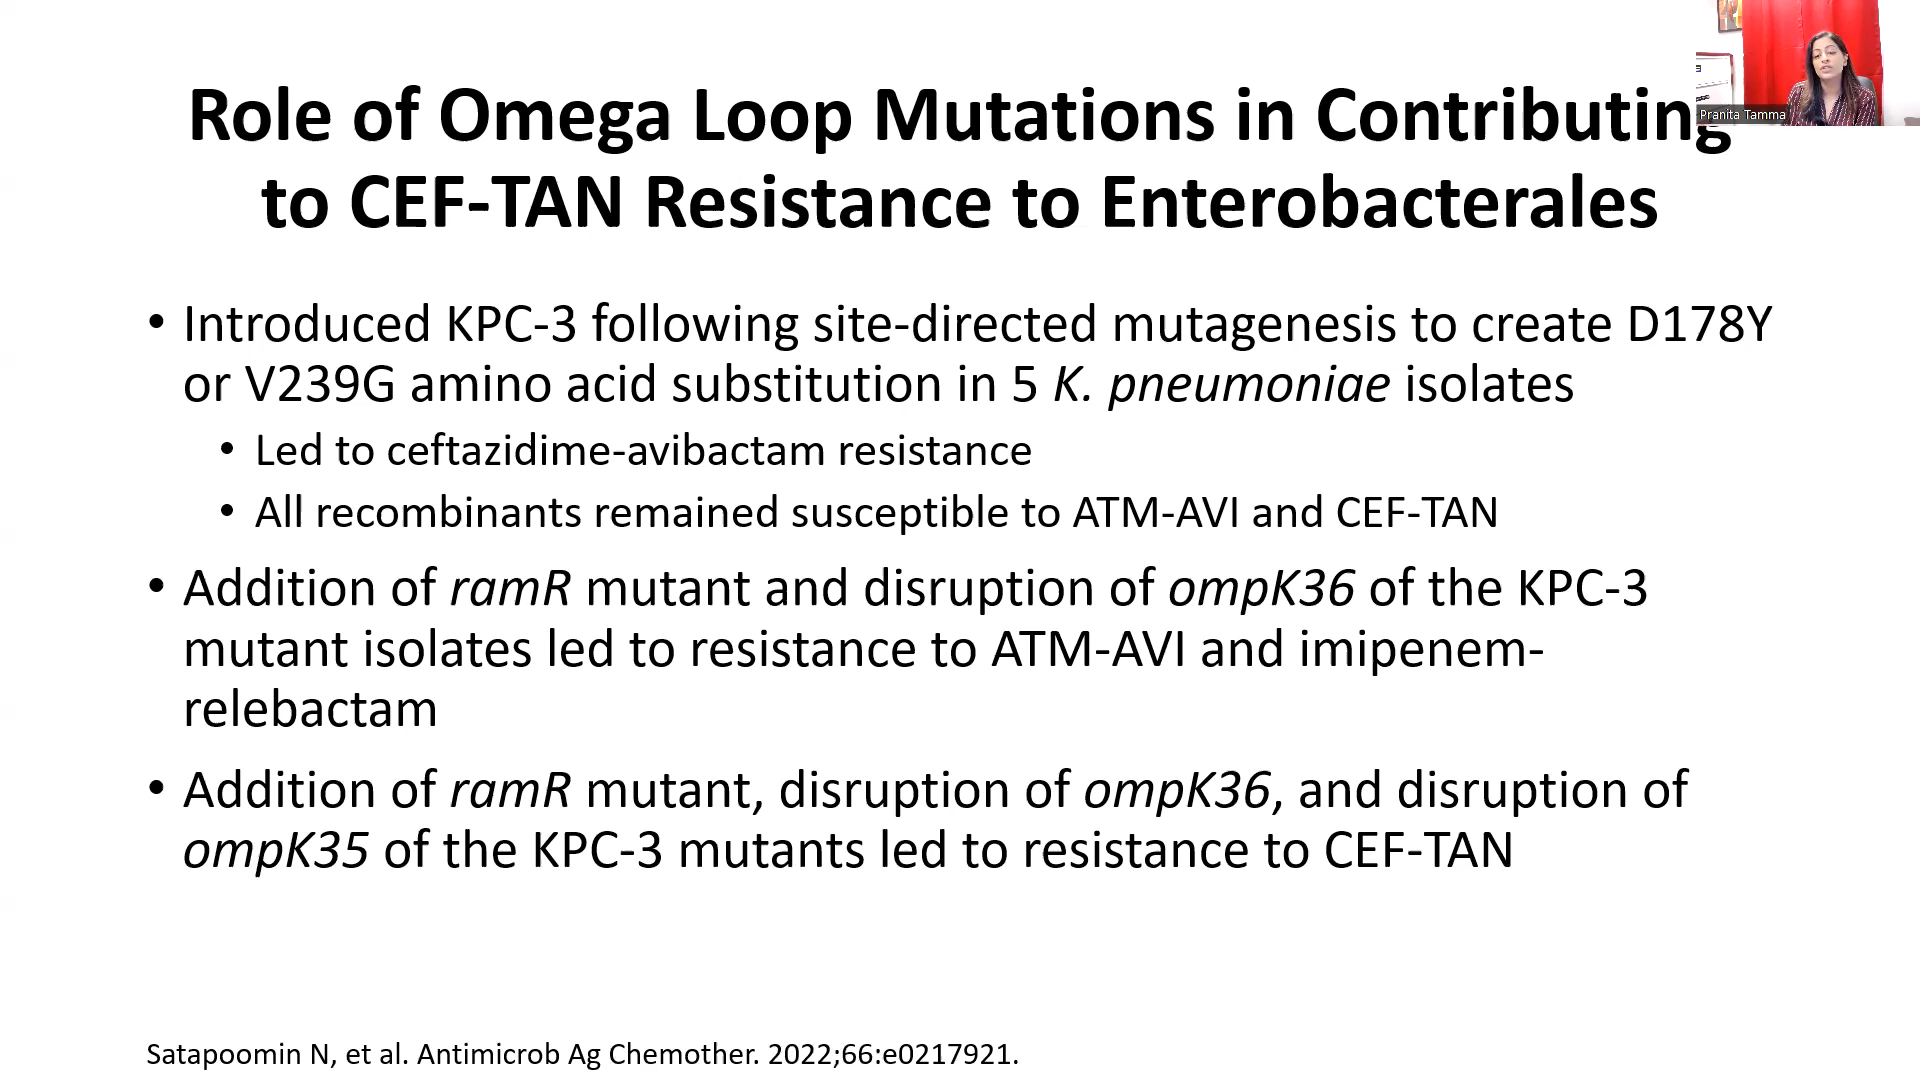 Role of Omega Loop Mutations in Contributing
to CEF-TAN Resistance to Enterobacterales
Pranita Tamma
• Introduced KPC-3 following site-directed mutagenesis to create D178Y
or V239G amino acid substitution in 5 K. pneumoniae isolates
• Led to ceftazidime-avibactam resistance
• All recombinants remained susceptible to ATM-AVI and CEF-TAN
• Addition of ramR mutant and disruption of ompK36 of the KPC-3
mutant isolates led to resistance to ATM-AVI and imipenem-
relebactam
• Addition of ramR mutant, disruption of ompK36, and disruption of
ompK35 of the KPC-3 mutants led to resistance to CEF-TAN
Satapoomin N, et al. Antimicrob Ag Chemother. 2022;66:e0217921.